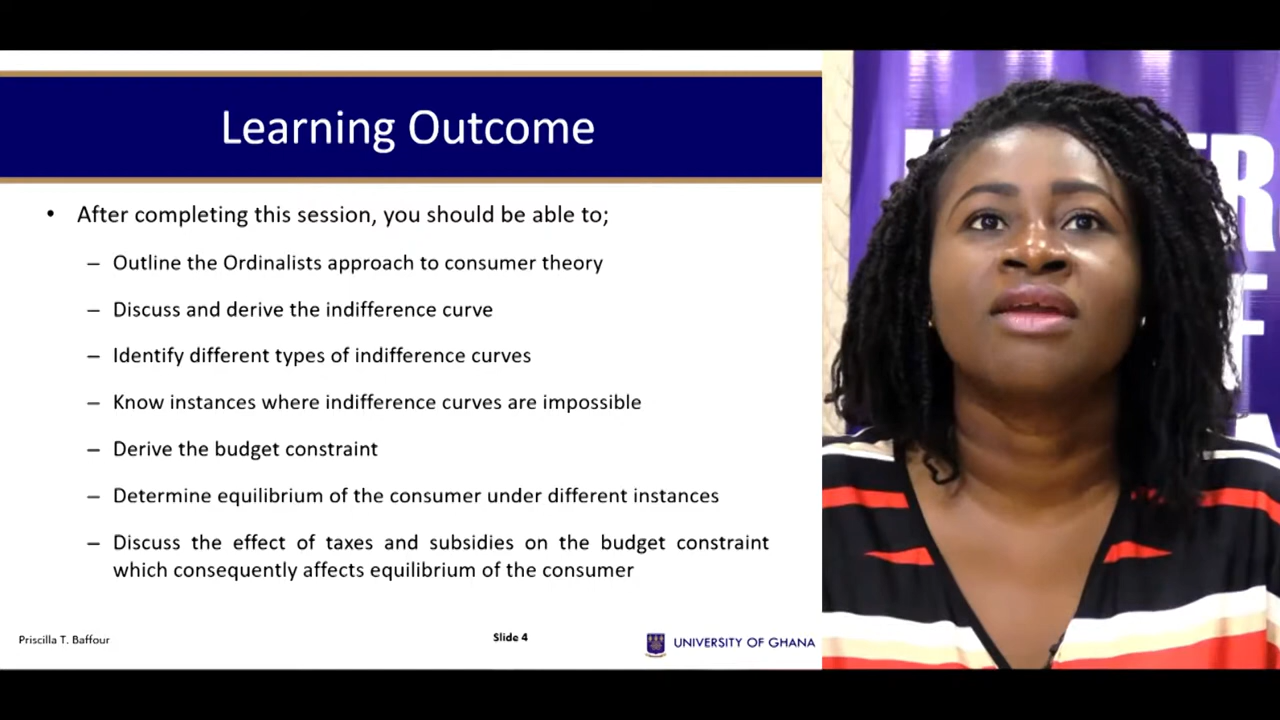 Learning Outcome
• After completing this session, you should be able to;
– Outline the Ordinalists approach to consumer theory
– Discuss and derive the indifference curve
– Identify different types of indifference curves
– Know instances where indifference curves are impossible
– Derive the budget constraint
– Determine equilibrium of the consumer under different instances
– Discuss the effect of taxes and subsidies on the budget constraint
which consequently affects equilibrium of the consumer
Priscilla T. Baffour
Slide 4
UNIVERSITY OF GHANA